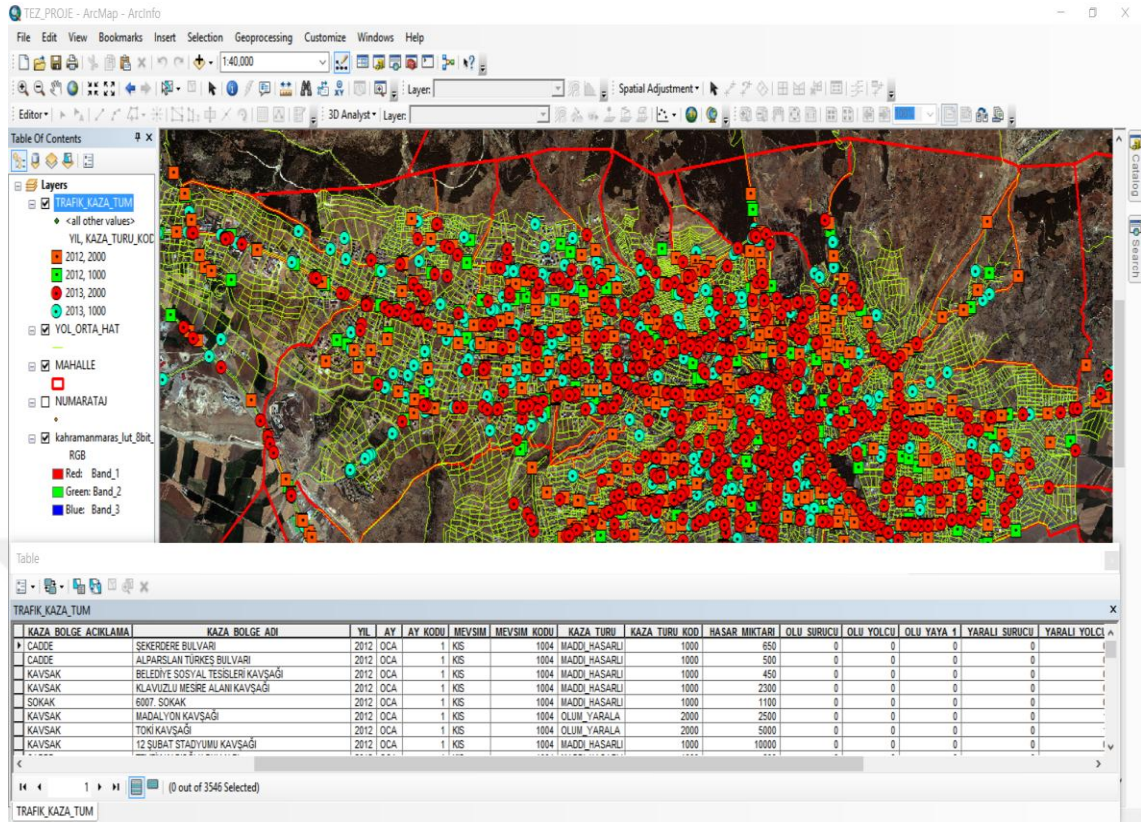 TEZ_PROJE - ArcMap - ArcInfo
File Edit View Bookmarks Insert Selection Geoprocessing Customize Windows Help
1:40,000
Layer: Spatial Adjustment
Editor 3D Analyst Layer:
Table Of Contents
Catalog
Search
Layers
TRAFIK_KAZA_TUM
<all other values>
YIL, KAZA_TURU_KOD
2012, 2000
2012, 1000
2013, 2000
2013, 1000
YOL_ORTA_HAT
MAHALLE
NUMARATAJ
kahramanmaras_lut_8bit_
RGB
Red: Band_1
Green: Band_2
Blue: Band_3
Table
TRAFIK_KAZA_TUM
KAZA BOLGE ACIKLAMA KAZA BOLGE ADI YIL AY AY KODU MEVSIM MEVSIM KODU KAZA TURU KAZA TURU KOD HASAR MIKTARI OLU SURUCU OLU YOLCU OLU YAYA 1 YARALI SURUCU YARALI YOLCU
CADDE ŞEKERDERE BULVARI 2012 OCA 1 KIS 1004 MADDI_HASARLI 1000 650 0 0 0 0
CADDE ALPARSLAN TÜRKEŞ BULVARI 2012 OCA 1 KIS 1004 MADDI_HASARLI 1000 500 0 0 0 0
KAVSAK BELEDİYE SOSYAL TESİSLERİ KAVŞAĞI 2012 OCA 1 KIS 1004 MADDI_HASARLI 1000 450 0 0 0 0
KAVSAK KLAVUZLU MESİRE ALANI KAVŞAĞI 2012 OCA 1 KIS 1004 MADDI_HASARLI 1000 2300 0 0 0 0
SOKAK 6007. SOKAK 2012 OCA 1 KIS 1004 MADDI_HASARLI 1000 1100 0 0 0 0
KAVSAK MADALYON KAVŞAĞI 2012 OCA 1 KIS 1004 OLUM_YARALA 2000 2500 0 0 0 0
KAVSAK TOKİ KAVŞAĞI 2012 OCA 1 KIS 1004 OLUM_YARALA 2000 5000 0 0 0 0
KAVSAK 12 ŞUBAT STADYUMU KAVŞAĞI 2012 OCA 1 KIS 1004 MADDI_HASARLI 1000 10000 0 0 0 0
1 (0 out of 3546 Selected)
TRAFIK_KAZA_TUM